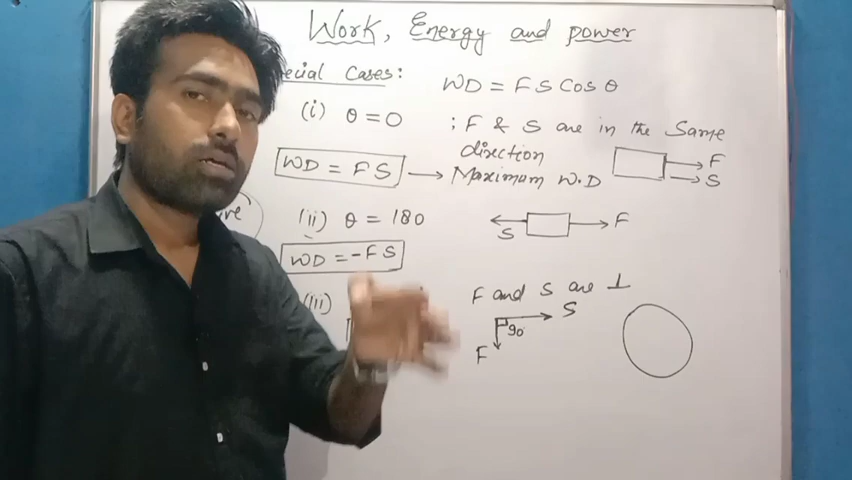 Work, Energy and power
ecial Cases:
WD = F S Cos θ
(i) θ = 0
; F & S are in the Same
direction
WD = F S → Maximum W.D
F
S
(ii) θ = 180
S
F
WD = -F S
(iii)
F and S are ⊥
S
90
F